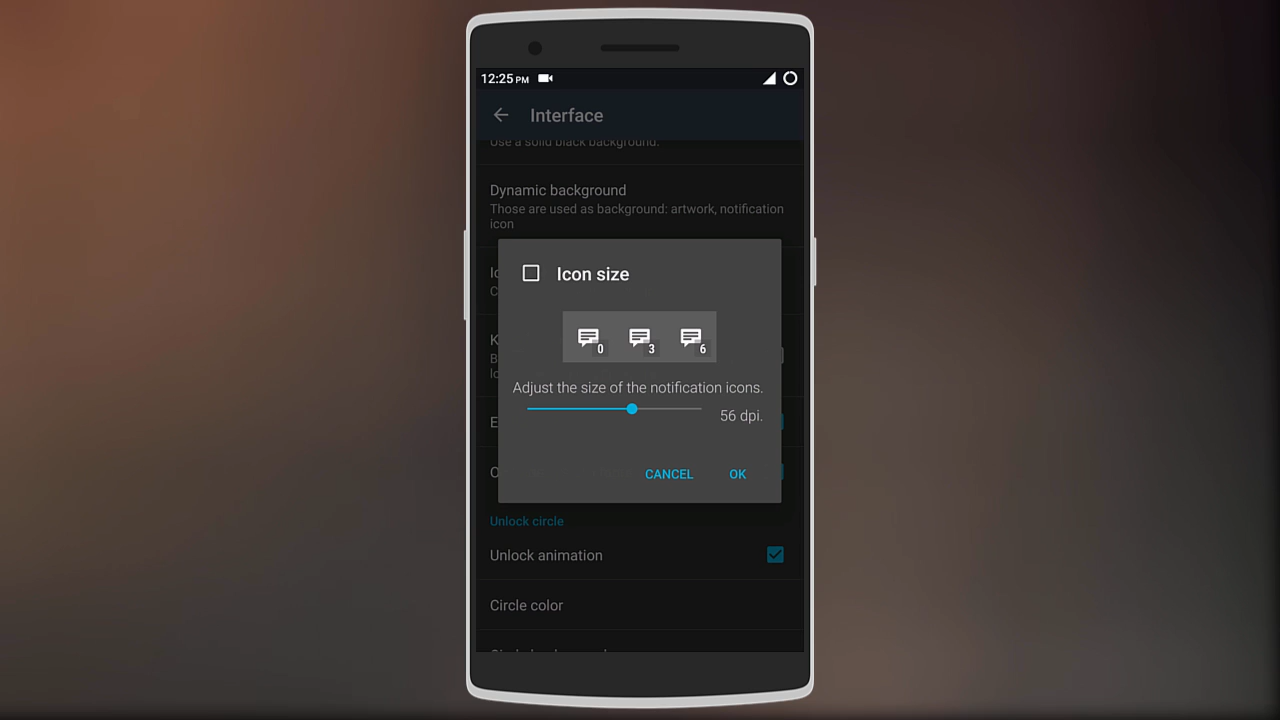 12:25 PM
Interface
Use a solid black background.
Dynamic background
Those are used as background: artwork, notification
icon
Icon size
0 3 6
Adjust the size of the notification icons.
56 dpi.
CANCEL OK
Unlock circle
Unlock animation
Circle color